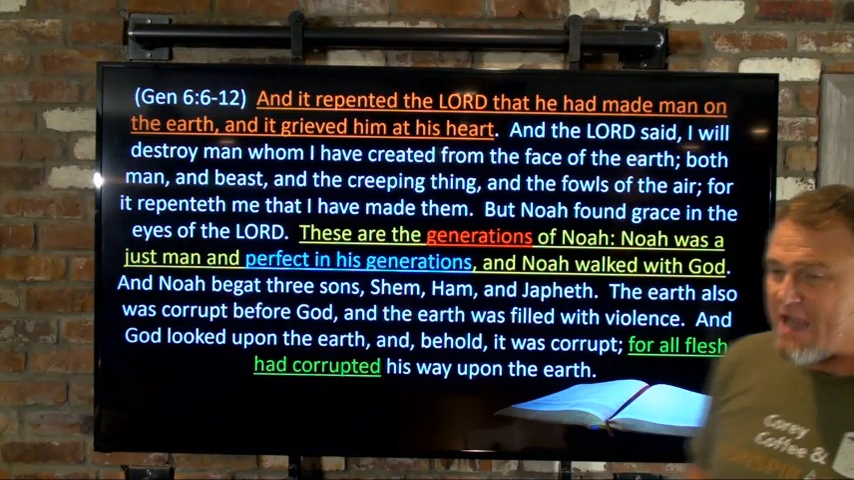 (Gen 6:6-12) And it repented the LORD that he had made man on
the earth, and it grieved him at his heart. And the LORD said, I will
destroy man whom I have created from the face of the earth; both
man, and beast, and the creeping thing, and the fowls of the air; for
it repenteth me that I have made them. But Noah found grace in the
eyes of the LORD. These are the generations of Noah: Noah was a
just man and perfect in his generations, and Noah walked with God.
And Noah begat three sons, Shem, Ham, and Japheth. The earth also
was corrupt before God, and the earth was filled with violence. And
God looked upon the earth, and, behold, it was corrupt; for all flesh
had corrupted his way upon the earth.
Corey
Coffee &